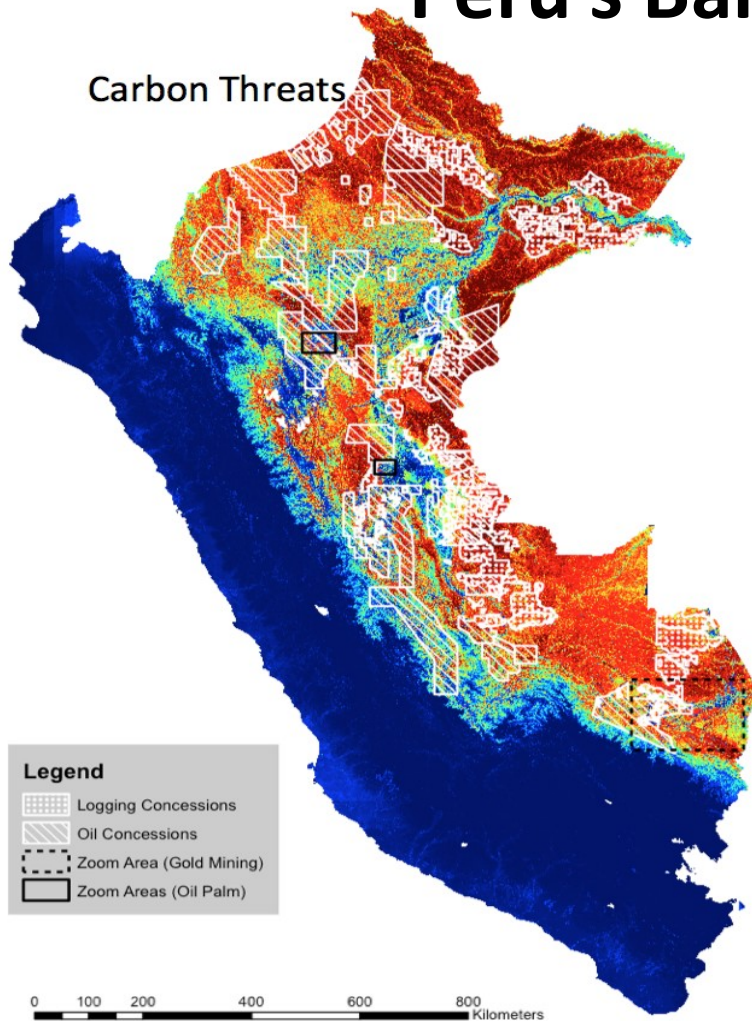 Peru's
Carbon Threats
Legend
Logging Concessions
Oil Concessions
Zoom Area (Gold Mining)
Zoom Areas (Oil Palm)
0 100 200 400 600 800
Kilometers